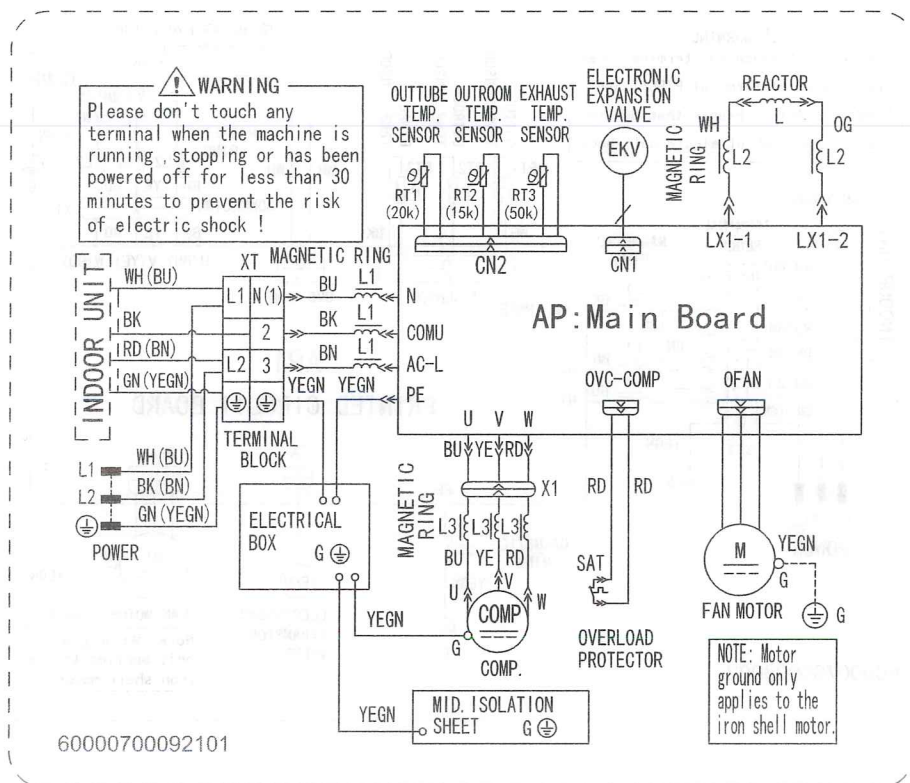 WARNING
Please don't touch any
terminal when the machine is
running ,stopping or has been
powered off for less than 30
minutes to prevent the risk
of electric shock !
OUTTUBE OUTROOM EXHAUST
TEMP. TEMP. TEMP.
SENSOR SENSOR SENSOR
RT1 RT2 RT3
(20k) (15k) (50k)
CN2
ELECTRONIC
EXPANSION
VALVE
EKV
CN1
REACTOR
L
WH OG
MAGNETIC
RING
L2 L2
LX1-1 LX1-2
INDOOR UNIT
WH(BU)
BK
RD(BN)
GN(YEGN)
XT
MAGNETIC RING
L1 N(1) BU L1 N
2 BK L1 COMU
L2 3 BN L1 AC-L
YEGN YEGN PE
TERMINAL
BLOCK
AP:Main Board
OVC-COMP OFAN
U V W
BU YE RD
X1
MAGNETIC
RING
L3 L3 L3
BU YE RD
U V W
COMP
G
COMP.
RD RD
SAT
OVERLOAD
PROTECTOR
M
YEGN
G
G
FAN MOTOR
NOTE: Motor
ground only
applies to the
iron shell motor.
L1 WH(BU)
L2 BK(BN)
GN(YEGN)
POWER
ELECTRICAL
BOX
G
YEGN
YEGN
MID. ISOLATION
SHEET G
60000700092101